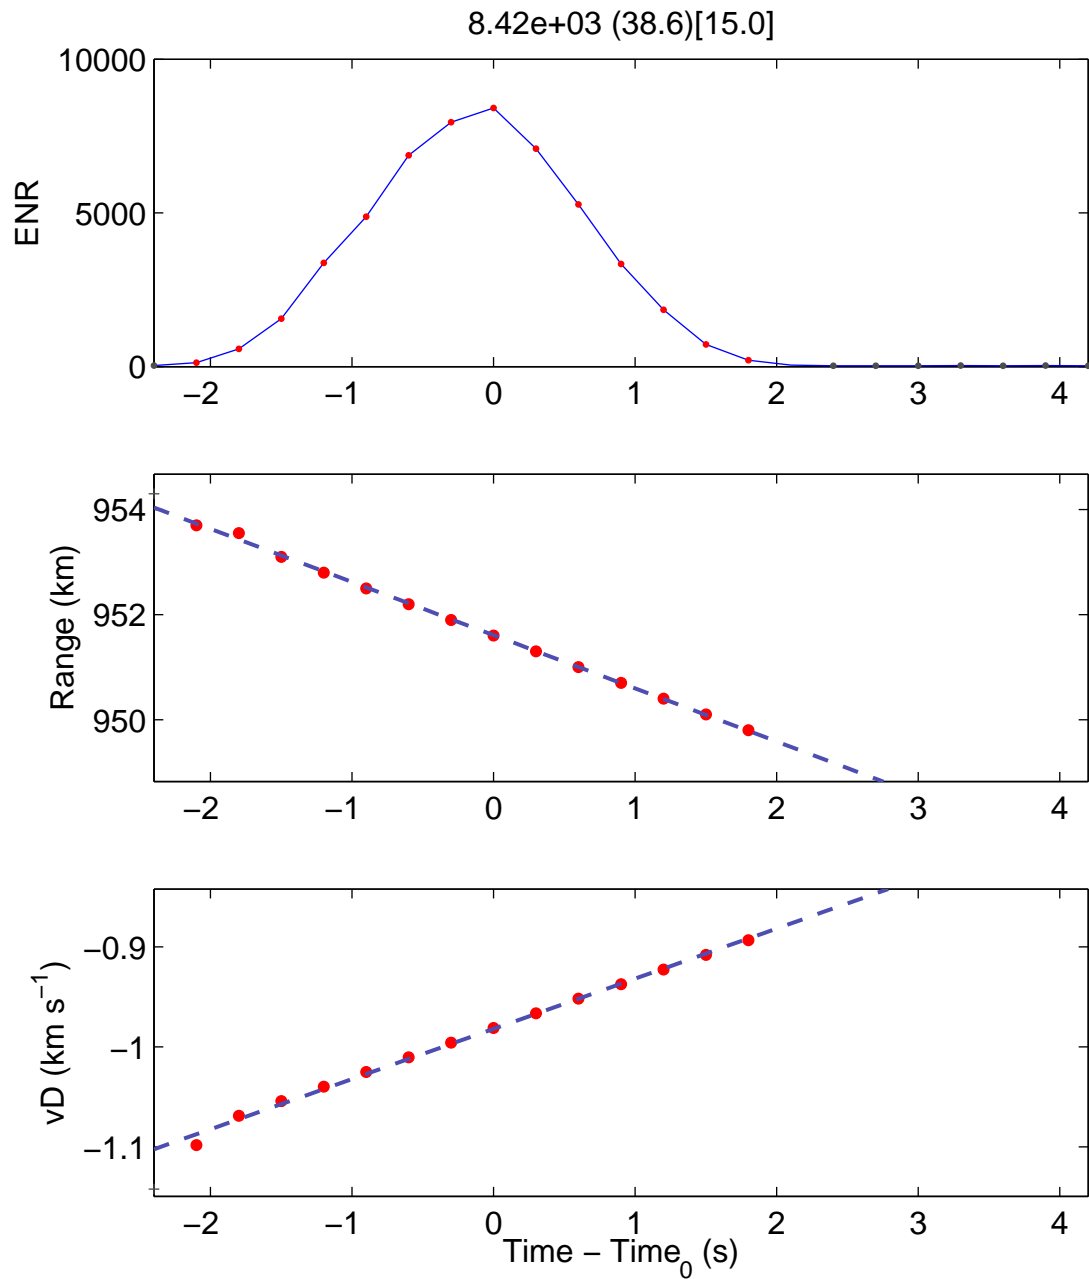 8.42e+03 (38.6)[15.0]
10000
5000
0
ENR
−2 −1 0 1 2 3 4
954
952
950
Range (km)
−2 −1 0 1 2 3 4
−0.9
−1
−1.1
vD (km s⁻¹)
−2 −1 0 1 2 3 4
Time − Time₀ (s)